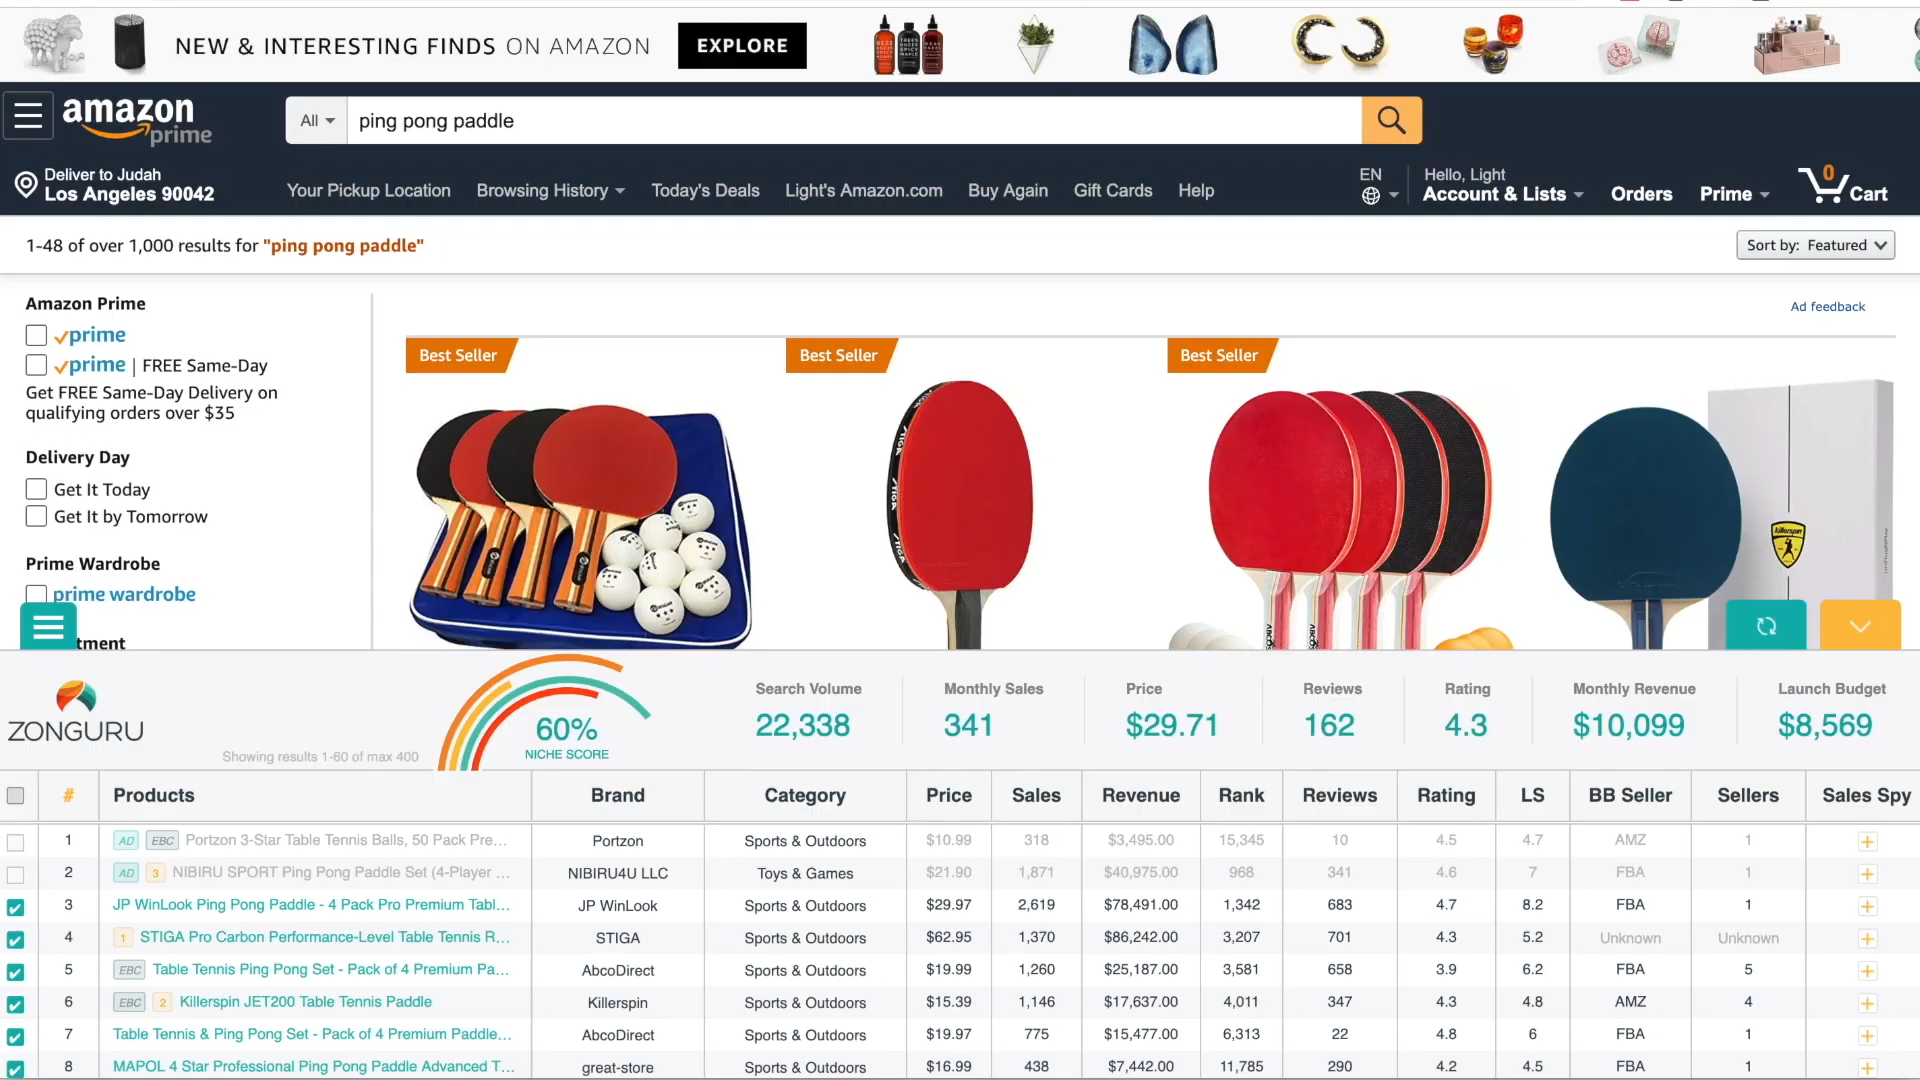 NEW & INTERESTING FINDS ON AMAZON EXPLORE
amazon prime
All ping pong paddle
Deliver to Judah
Los Angeles 90042
Your Pickup Location Browsing History Today's Deals Light's Amazon.com Buy Again Gift Cards Help
EN
Hello, Light
Account & Lists Orders Prime 0 Cart
1-48 of over 1,000 results for "ping pong paddle"
Sort by: Featured
Amazon Prime
prime
prime | FREE Same-Day
Get FREE Same-Day Delivery on
qualifying orders over $35
Delivery Day
Get It Today
Get It by Tomorrow
Prime Wardrobe
prime wardrobe
tment
Ad feedback
Best Seller Best Seller Best Seller
STIGA
STIGA
killerspin
ZONGURU
Showing results 1-60 of max 400
60%
NICHE SCORE
Search Volume Monthly Sales Price Reviews Rating Monthly Revenue Launch Budget
22,338 341 $29.71 162 4.3 $10,099 $8,569
# Products Brand Category Price Sales Revenue Rank Reviews Rating LS BB Seller Sellers Sales Spy
1 AD EBC Portzon 3-Star Table Tennis Balls, 50 Pack Pre... Portzon Sports & Outdoors $10.99 318 $3,495.00 15,345 10 4.5 4.7 AMZ 1
2 AD 3 NIBIRU SPORT Ping Pong Paddle Set (4-Player ... NIBIRU4U LLC Toys & Games $21.90 1,871 $40,975.00 968 341 4.6 7 FBA 1
3 JP WinLook Ping Pong Paddle - 4 Pack Pro Premium Tabl... JP WinLook Sports & Outdoors $29.97 2,619 $78,491.00 1,342 683 4.7 8.2 FBA 1
4 1 STIGA Pro Carbon Performance-Level Table Tennis R... STIGA Sports & Outdoors $62.95 1,370 $86,242.00 3,207 701 4.3 5.2 Unknown Unknown
5 EBC Table Tennis Ping Pong Set - Pack of 4 Premium Pa... AbcoDirect Sports & Outdoors $19.99 1,260 $25,187.00 3,581 658 3.9 6.2 FBA 5
6 EBC 2 Killerspin JET200 Table Tennis Paddle Killerspin Sports & Outdoors $15.39 1,146 $17,637.00 4,011 347 4.3 4.8 AMZ 4
7 Table Tennis & Ping Pong Set - Pack of 4 Premium Paddle... AbcoDirect Sports & Outdoors $19.97 775 $15,477.00 6,313 22 4.8 6 FBA 1
8 MAPOL 4 Star Professional Ping Pong Paddle Advanced T... great-store Sports & Outdoors $16.99 438 $7,442.00 11,785 290 4.2 4.5 FBA 1